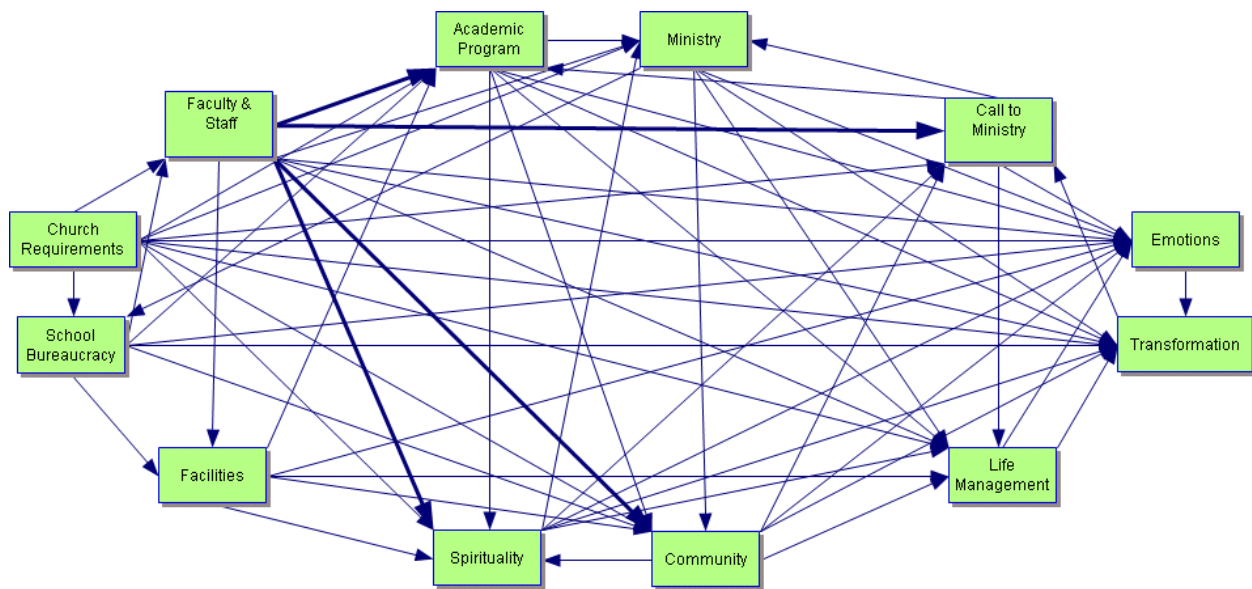 Academic
Program
Ministry
Faculty &
Staff
Call to
Ministry
Church
Requirements
Emotions
School
Bureaucracy
Transformation
Facilities
Life
Management
Spirituality
Community